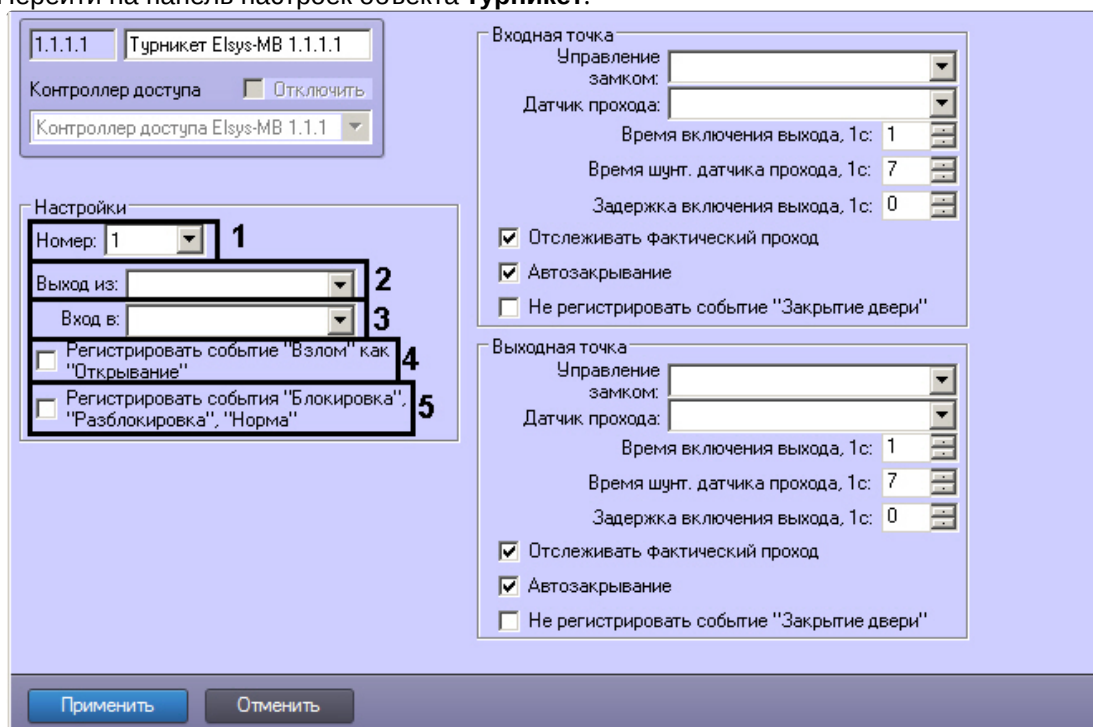 Перейти на панель настроек объекта Турникет.
1.1.1.1 Турникет Elsys-MB 1.1.1.1
Контроллер доступа Отключить
Контроллер доступа Elsys-MB 1.1.1
Настройки
Номер: 1 1
Выход из: 2
Вход в: 3
Регистрировать событие "Взлом" как
"Открывание" 4
Регистрировать события "Блокировка",
"Разблокировка", "Норма" 5
Входная точка
Управление
замком:
Датчик прохода:
Время включения выхода, 1с: 1
Время шунт. датчика прохода, 1с: 7
Задержка включения выхода, 1с: 0
Отслеживать фактический проход
Автозакрывание
Не регистрировать событие "Закрытие двери"
Выходная точка
Управление
замком:
Датчик прохода:
Время включения выхода, 1с: 1
Время шунт. датчика прохода, 1с: 7
Задержка включения выхода, 1с: 0
Отслеживать фактический проход
Автозакрывание
Не регистрировать событие "Закрытие двери"
Применить Отменить